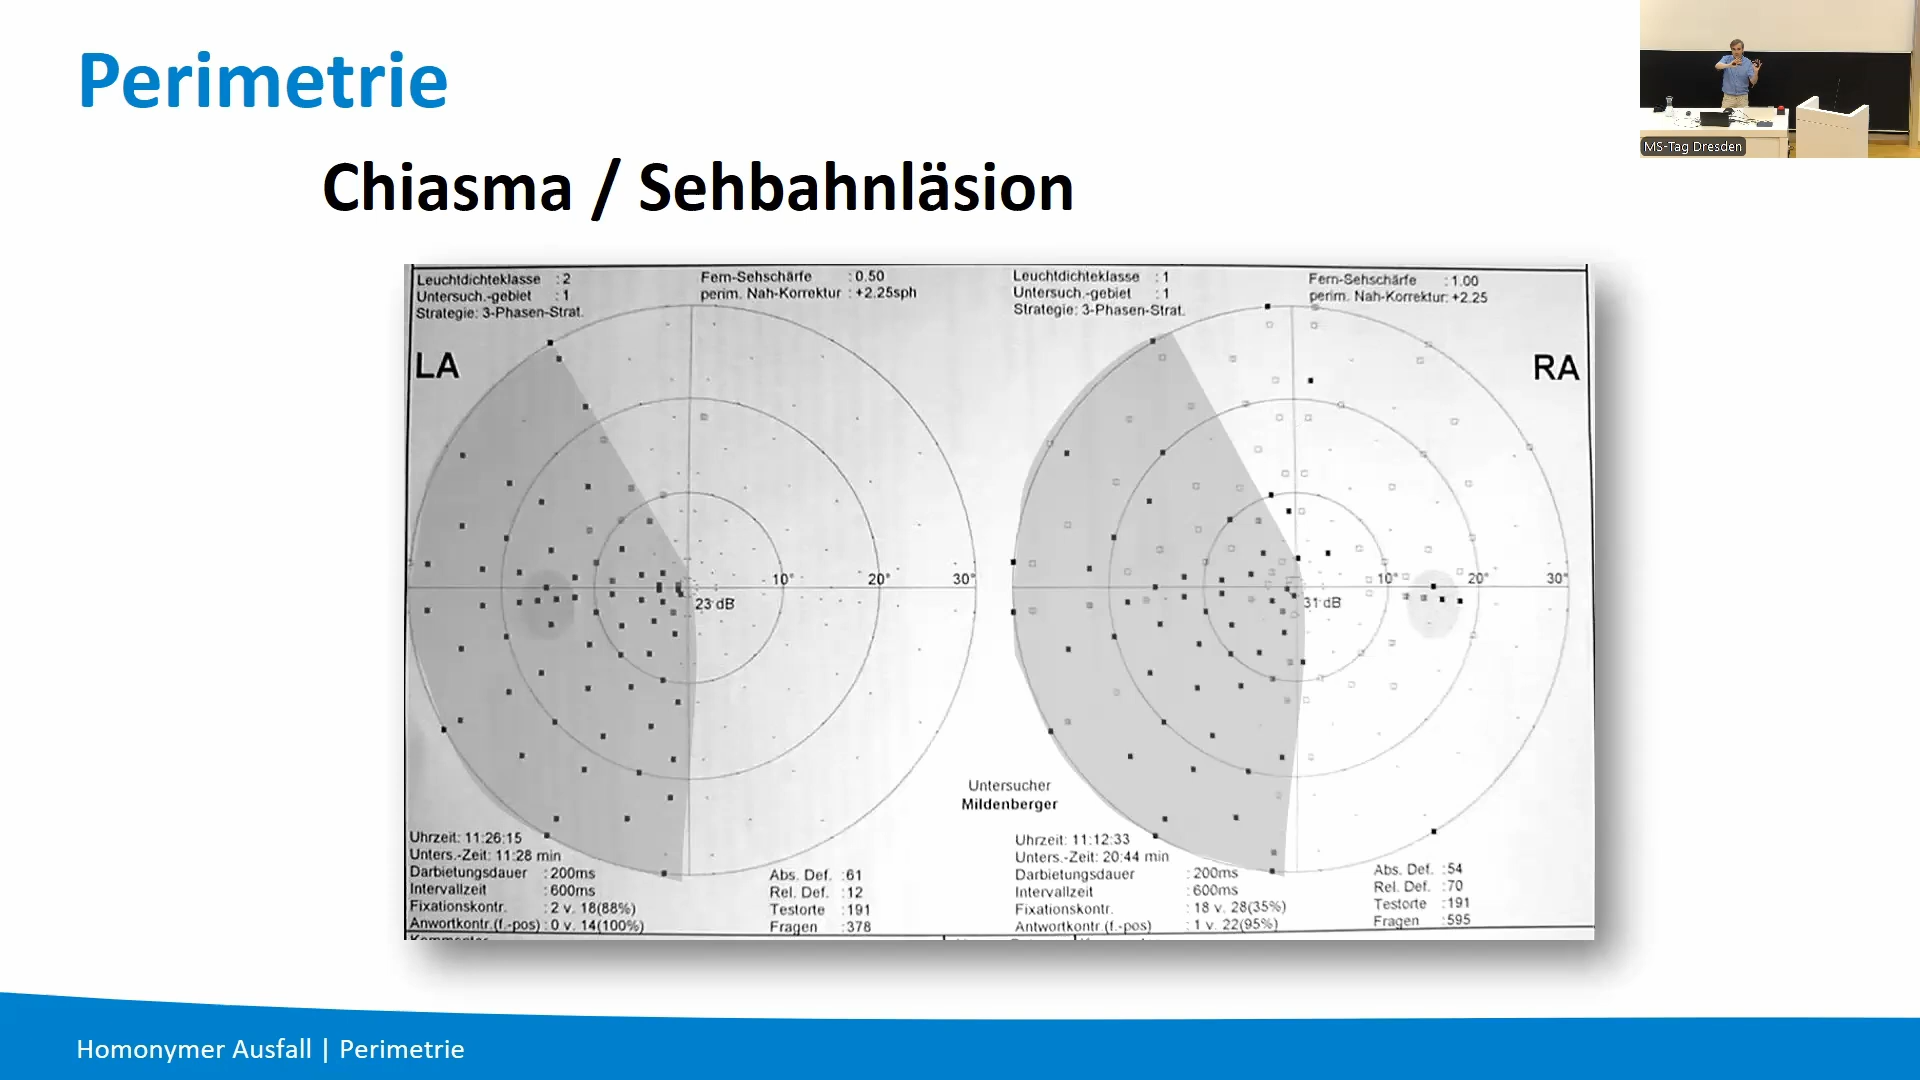 Perimetrie
MS-Tag Dresden
Chiasma / Sehbahnläsion
Leuchtdichteklasse : 2
Untersuch.-gebiet : 1
Strategie: 3-Phasen-Strat.
Fern-Sehschärfe : 0.50
perim. Nah-Korrektur : +2.25sph
LA
10°
20°
30°
23 dB
Leuchtdichteklasse : 1
Untersuch.-gebiet : 1
Strategie: 3-Phasen-Strat.
Fern-Sehschärfe : 1.00
perim. Nah-Korrektur: +2.25
RA
10°
20°
30°
31 dB
Untersucher
Mildenberger
Uhrzeit: 11:26:15
Unters.-Zeit: 11:28 min
Darbietungsdauer : 200ms
Intervallzeit : 600ms
Fixationskontr. : 2 v. 18(88%)
Antwortkontr.(f.-pos) : 0 v. 14(100%)
Abs. Def. : 61
Rel. Def. : 12
Testorte : 191
Fragen : 378
Uhrzeit: 11:12:33
Unters.-Zeit: 20:44 min
Darbietungsdauer : 200ms
Intervallzeit : 600ms
Fixationskontr. : 18 v. 28(35%)
Antwortkontr.(f.-pos) : 1 v. 22(95%)
Abs. Def. : 54
Rel. Def. : 70
Testorte : 191
Fragen : 595
Homonymer Ausfall | Perimetrie